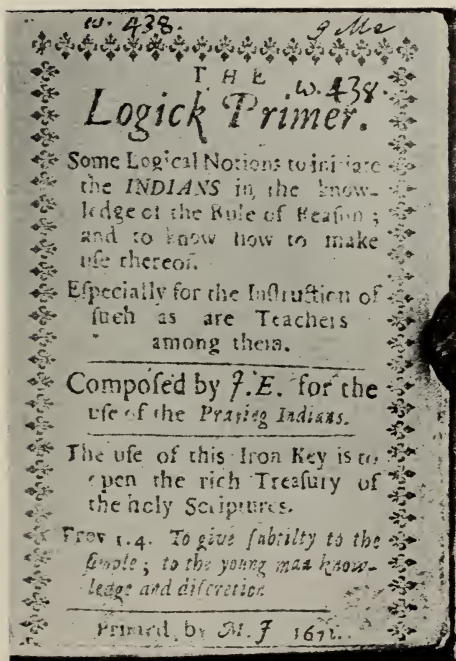 w. 438.
THE
w. 438.
Logick Primer.
Some Logical Notions to initiate
the INDIANS in the know-
ledge of the Rule of Reaſon ;
and to know how to make
uſe thereof.
Eſpecially for the Inſtruction of
ſuch as are Teachers
among them.
Compoſed by J.E. for the
uſe of the Praying Indians.
The uſe of this Iron Key is to
open the rich Treaſury of
the holy Scriptures.
Prov 1.4. To give ſubtilty to the
ſimple ; to the young man know-
ledge and diſcretion
Printed by M. J 167